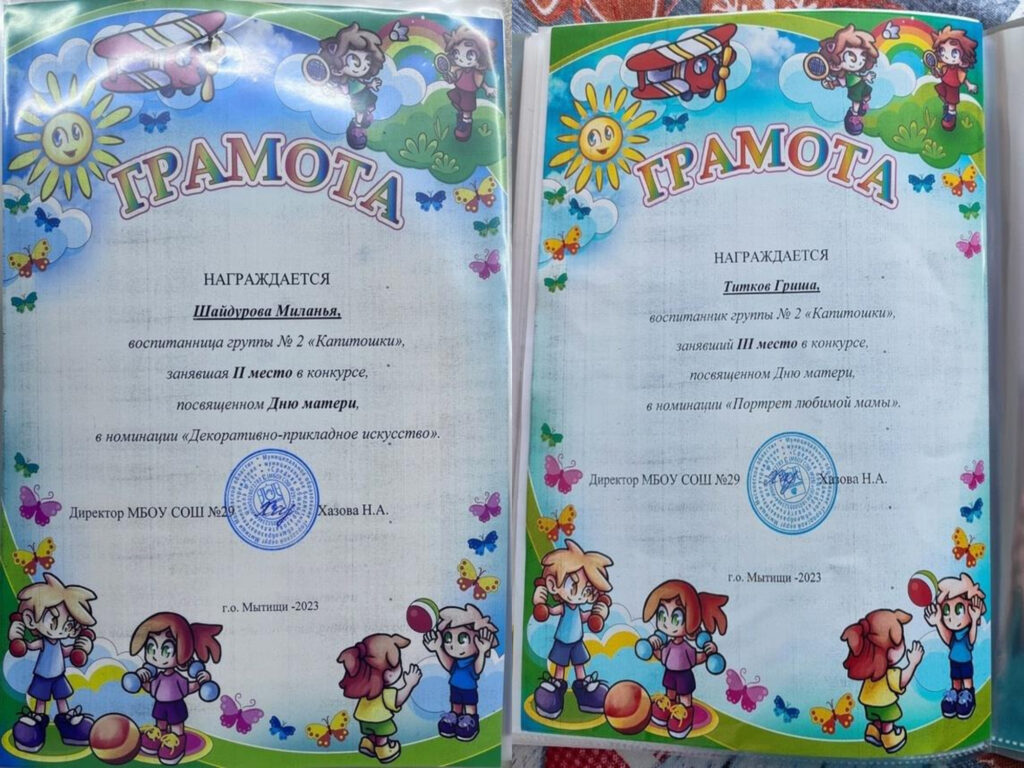 ГРАМОТА
НАГРАЖДАЕТСЯ
Шайдурова Миланья,
воспитанница группы № 2 «Капитошки»,
занявшая II место в конкурсе,
посвященном Дню матери,
в номинации «Декоративно-прикладное искусство».
Директор МБОУ СОШ №29 Хазова Н.А.
г.о. Мытищи -2023
ГРАМОТА
НАГРАЖДАЕТСЯ
Титков Гриша,
воспитанник группы № 2 «Капитошки»,
занявший III место в конкурсе,
посвященном Дню матери,
в номинации «Портрет любимой мамы».
Директор МБОУ СОШ №29 Хазова Н.А.
г.о. Мытищи -2023